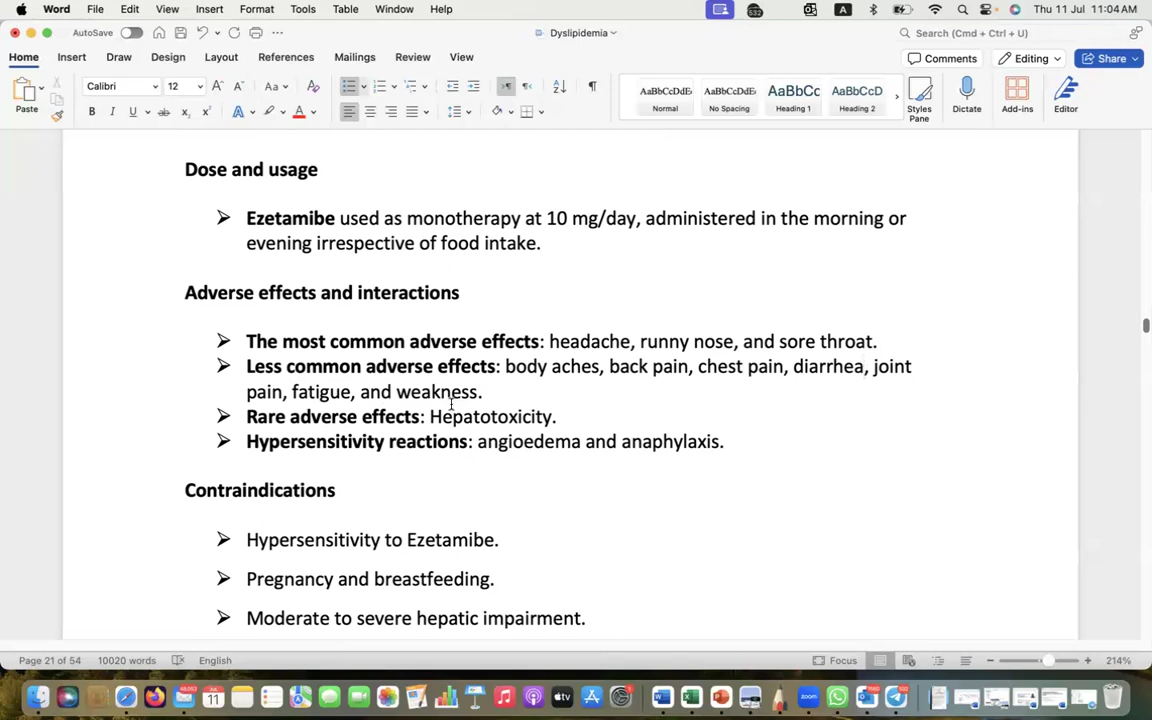 Word File Edit View Insert Format Tools Table Window Help Thu 11 Jul 11:04 AM
AutoSave Dyslipidemia Search (Cmd + Ctrl + U)
Home Insert Draw Design Layout References Mailings Review View Comments Editing Share
Paste Calibri 12 Aa AaBbCcDdEe AaBbCcDdEe AaBbCc AaBbCcDdE
Normal No Spacing Heading 1 Heading 2 Styles Pane Dictate Add-ins Editor
Dose and usage
Ezetamibe used as monotherapy at 10 mg/day, administered in the morning or
evening irrespective of food intake.
Adverse effects and interactions
The most common adverse effects: headache, runny nose, and sore throat.
Less common adverse effects: body aches, back pain, chest pain, diarrhea, joint
pain, fatigue, and weakness.
Rare adverse effects: Hepatotoxicity.
Hypersensitivity reactions: angioedema and anaphylaxis.
Contraindications
Hypersensitivity to Ezetamibe.
Pregnancy and breastfeeding.
Moderate to severe hepatic impairment.
Page 21 of 54 10020 words English Focus 214%